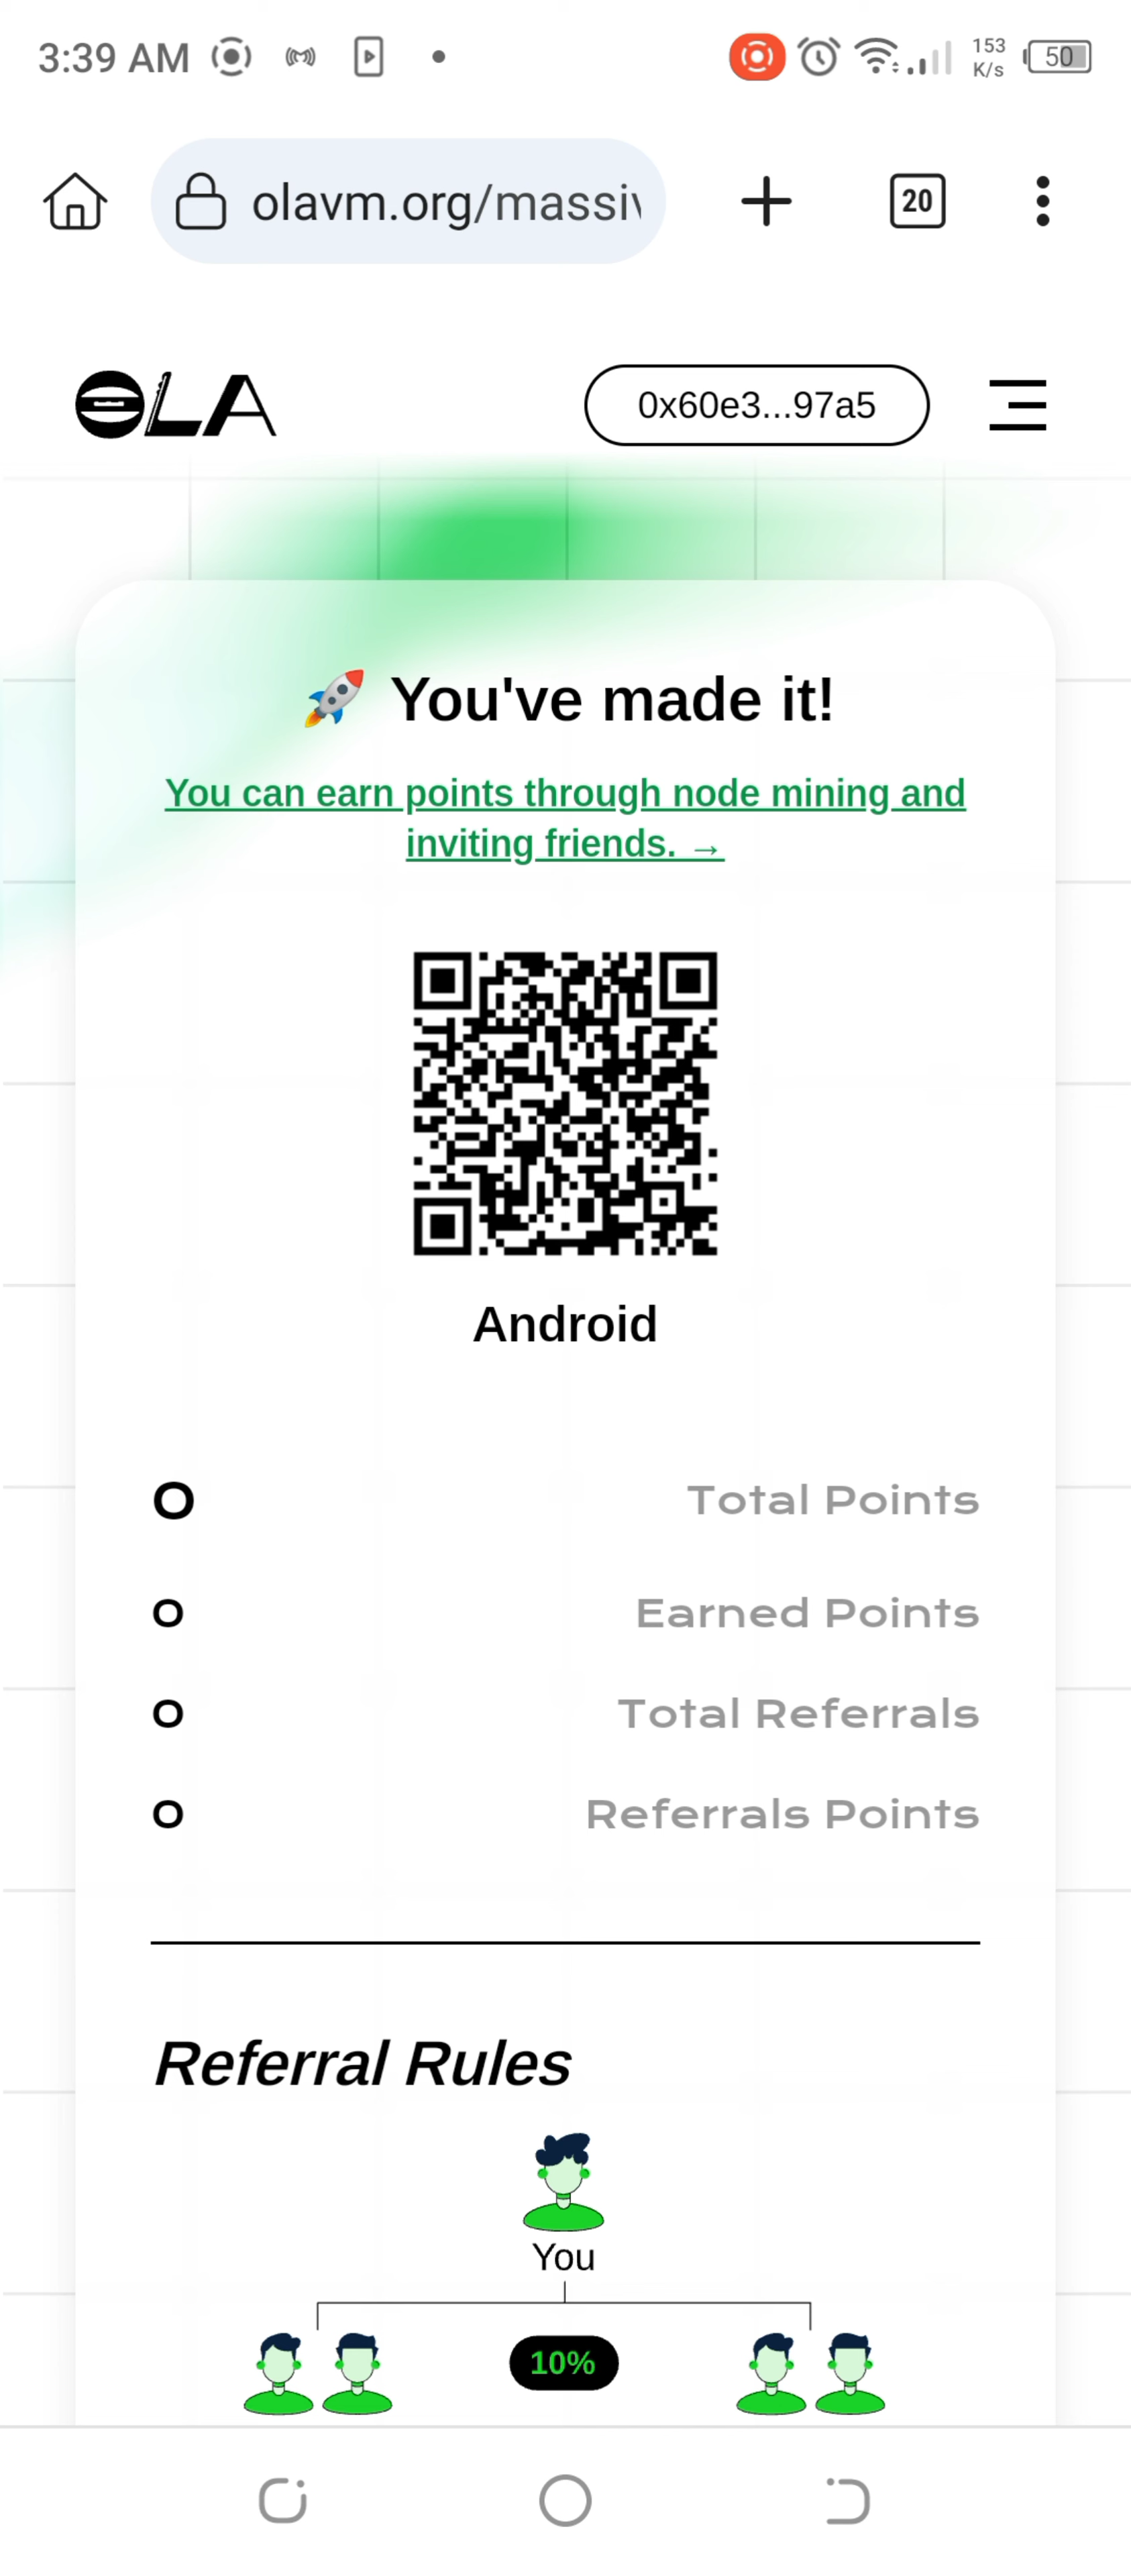 3:39 AM
153
K/s
50
olavm.org/massiv
20
OLA
0x60e3...97a5
🚀 You've made it!
You can earn points through node mining and
inviting friends. →
Android
0 Total Points
0 Earned Points
0 Total Referrals
0 Referrals Points
Referral Rules
You
10%